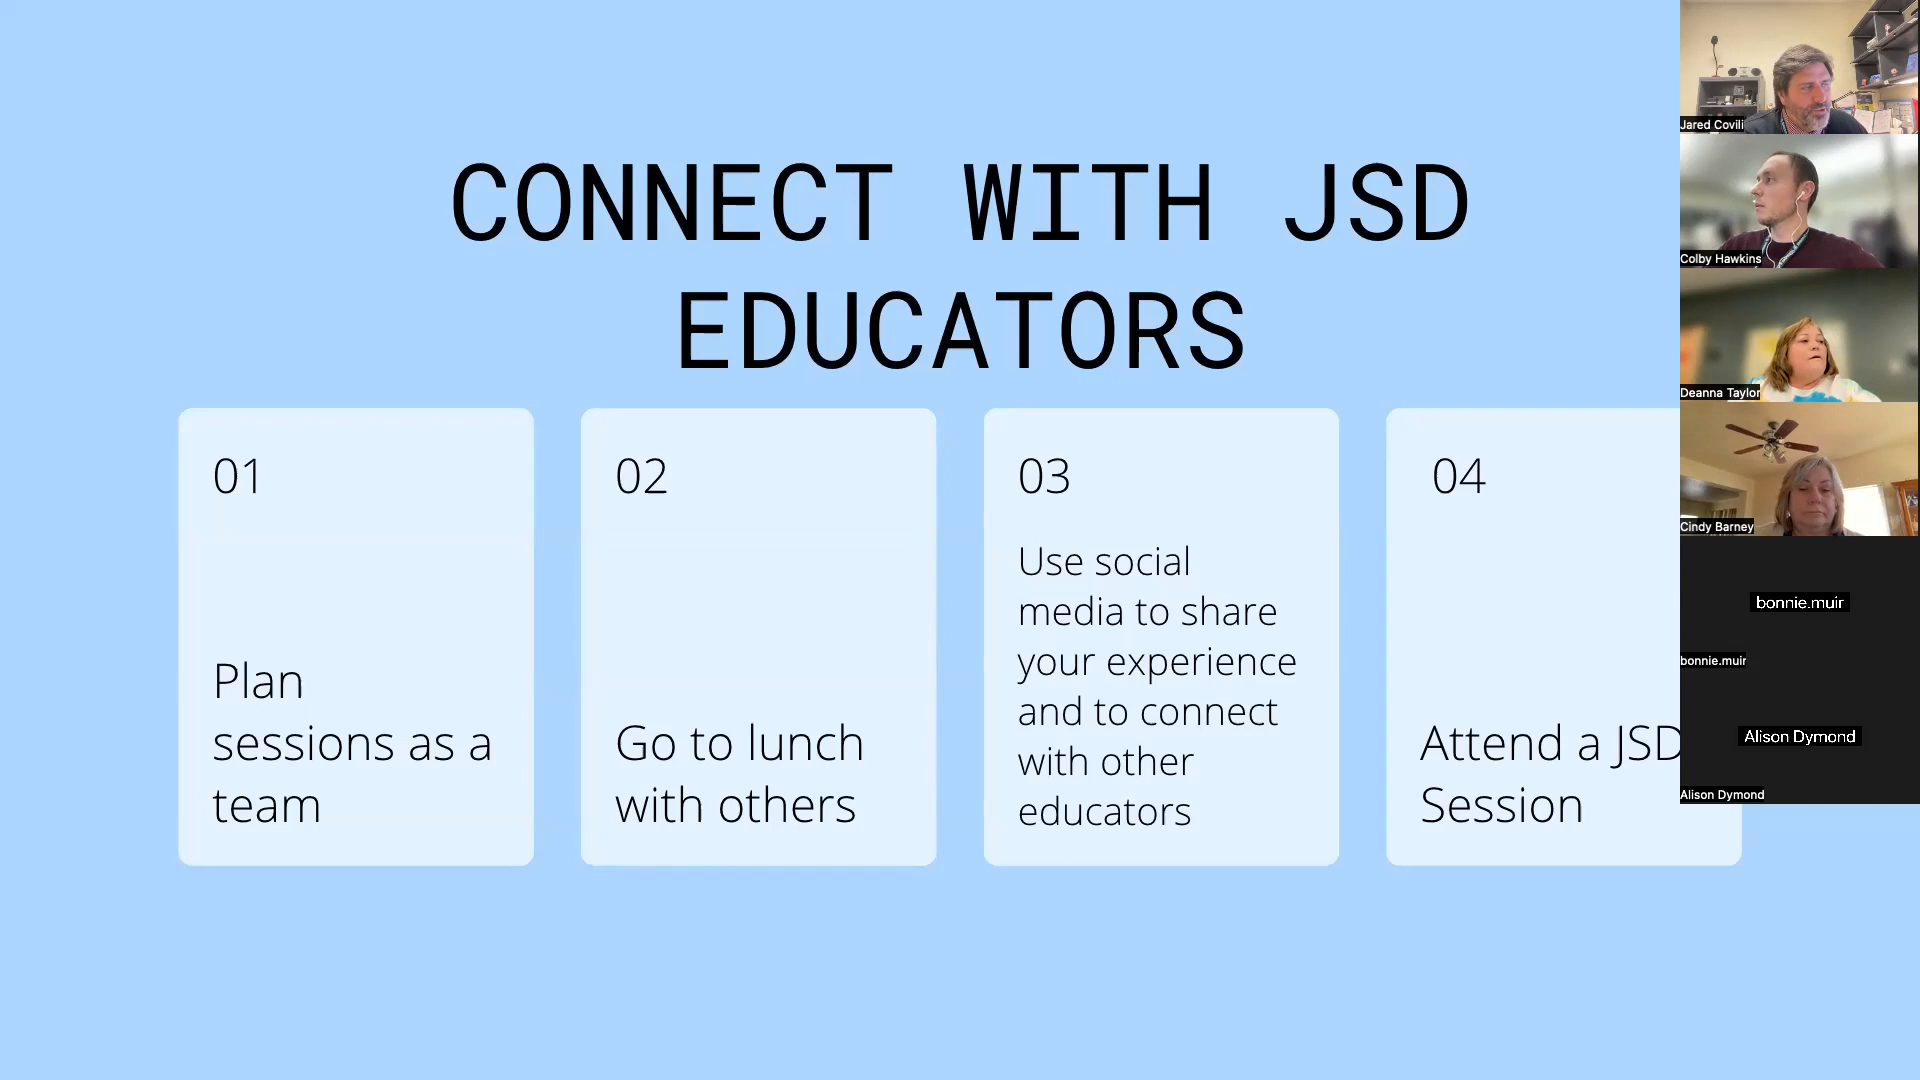 CONNECT WITH JSD
EDUCATORS
01
Plan
sessions as a
team
02
Go to lunch
with others
03
Use social
media to share
your experience
and to connect
with other
educators
04
Attend a JSD
Session
Jared Covili
Colby Hawkins
Deanna Taylor
Cindy Barney
bonnie.muir
bonnie.muir
Alison Dymond
Alison Dymond